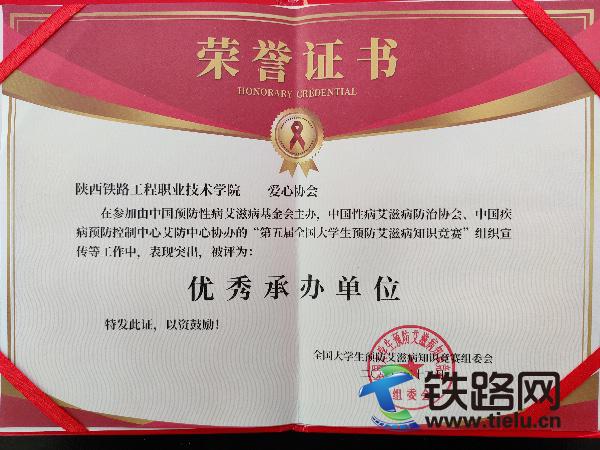 荣誉证书
HONORARY CREDENTIAL
陕西铁路工程职业技术学院 爱心协会
在参加由中国预防性病艾滋病基金会主办，中国性病艾滋病防治协会、中国疾
病预防控制中心艾防中心协办的“第五届全国大学生预防艾滋病知识竞赛”组织宣
传等工作中，表现突出，被评为：
优秀承办单位
特发此证，以资鼓励！
全国大学生预防艾滋病知识竞赛组委会
组委会
铁路网
www.tielu.cn